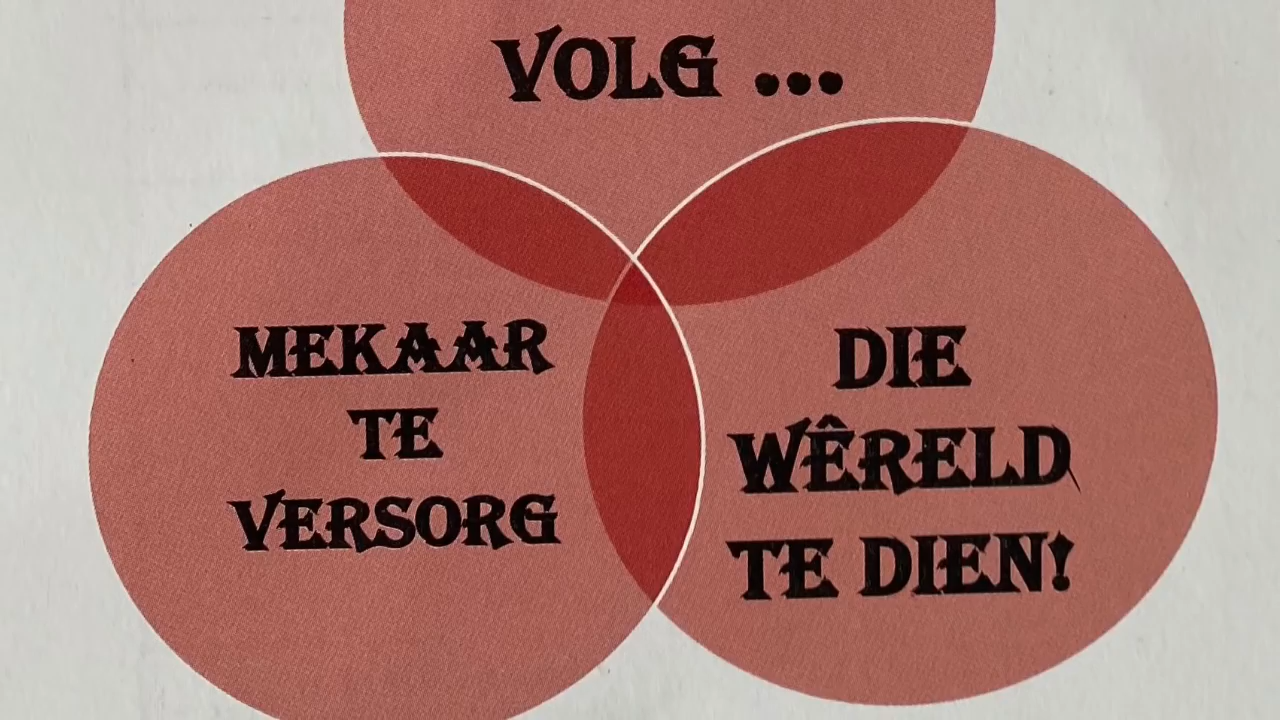 VOLG ...
MEKAAR
TE
VERSORG
DIE
WÊRELD
TE DIEN!